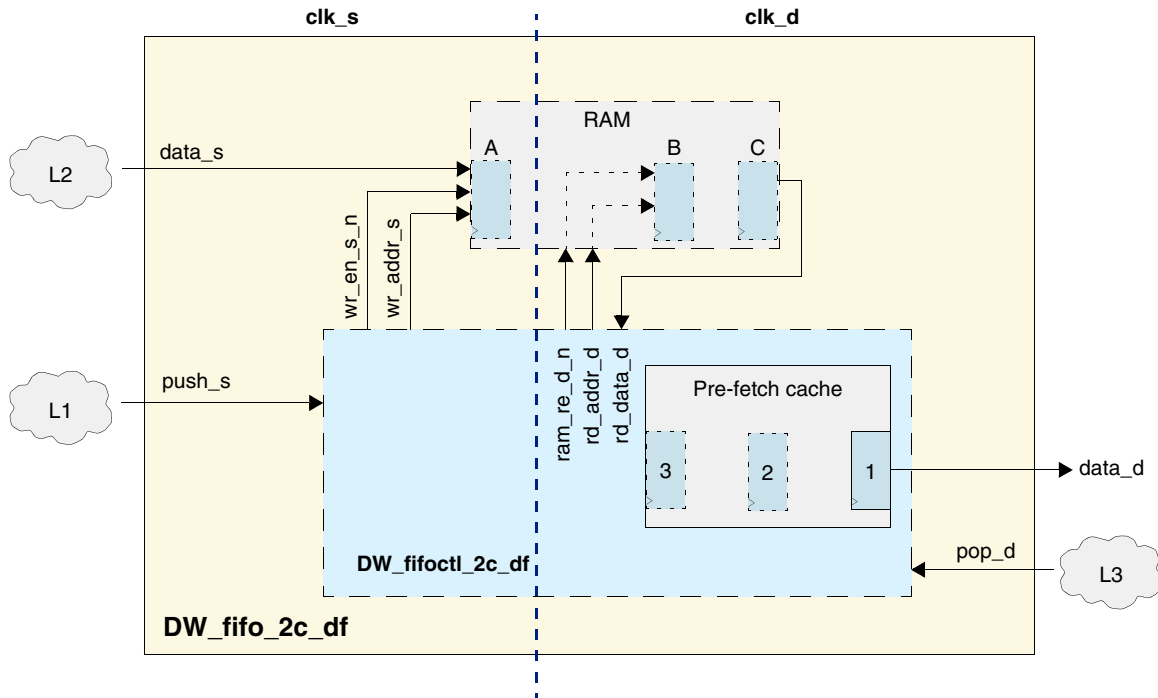 clk_s
clk_d
RAM
A
B
C
data_s
L2
wr_en_s_n
wr_addr_s
push_s
L1
ram_re_d_n
rd_addr_d
rd_data_d
Pre-fetch cache
3
2
1
data_d
DW_fifoctl_2c_df
pop_d
L3
DW_fifo_2c_df